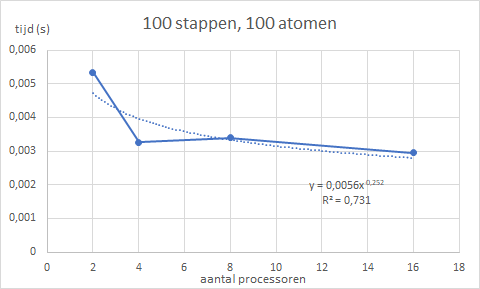 100 stappen, 100 atomen
tijd (s)
0,006
0,005
0,004
0,003
0,002
0,001
0
y = 0,0056x^-0,252
R² = 0,731
0 2 4 6 8 10 12 14 16 18
aantal processoren